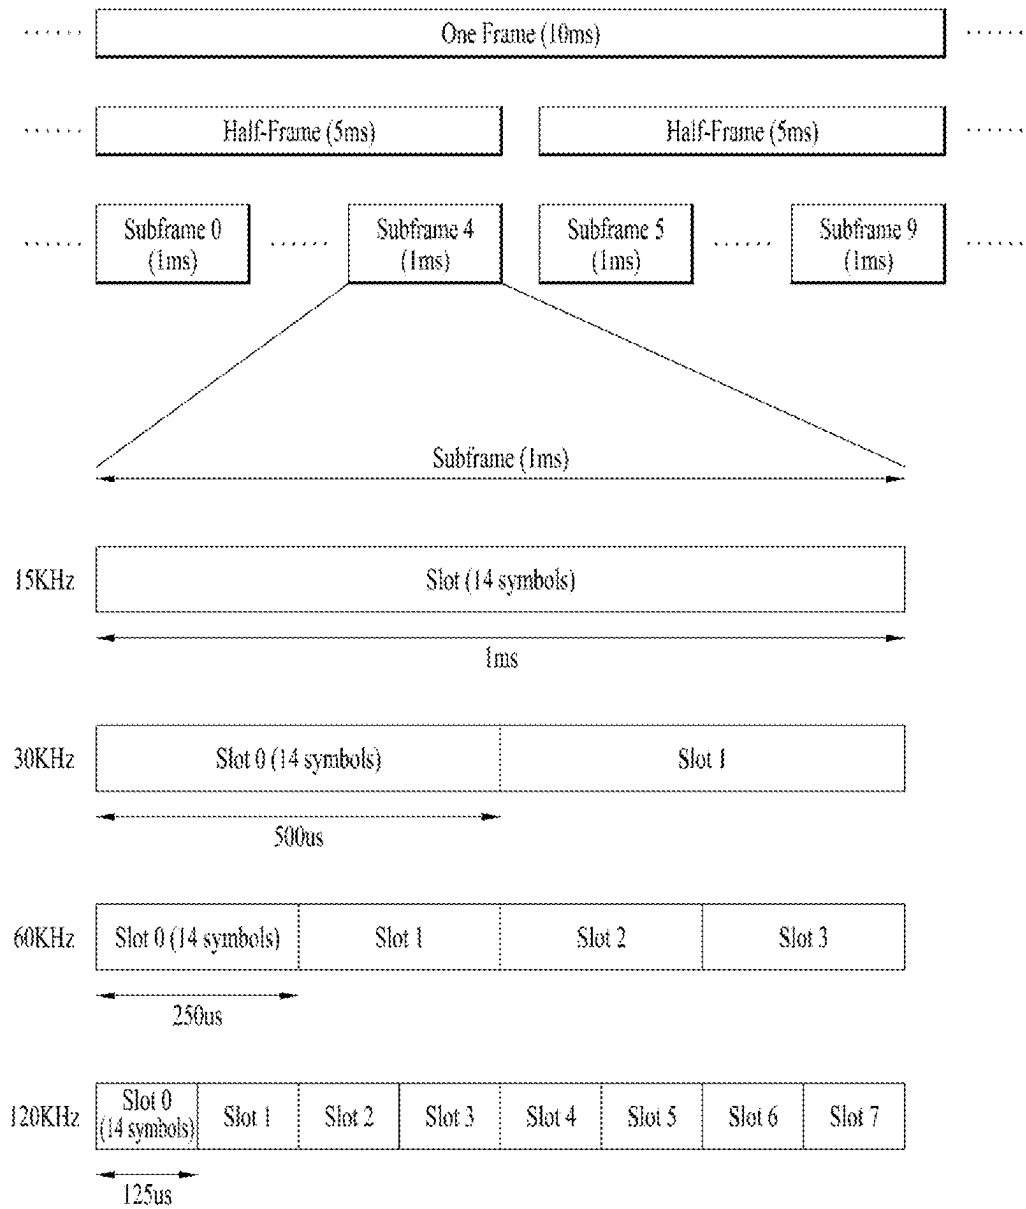 One Frame (10ms)
Half-Frame (5ms) Half-Frame (5ms)
Subframe 0 (1ms)
Subframe 4 (1ms)
Subframe 5 (1ms)
Subframe 9 (1ms)
Subframe (1ms)
15KHz Slot (14 symbols)
1ms
30KHz Slot 0 (14 symbols) Slot 1
500us
60KHz Slot 0 (14 symbols) Slot 1 Slot 2 Slot 3
250us
120KHz Slot 0 (14 symbols) Slot 1 Slot 2 Slot 3 Slot 4 Slot 5 Slot 6 Slot 7
125us